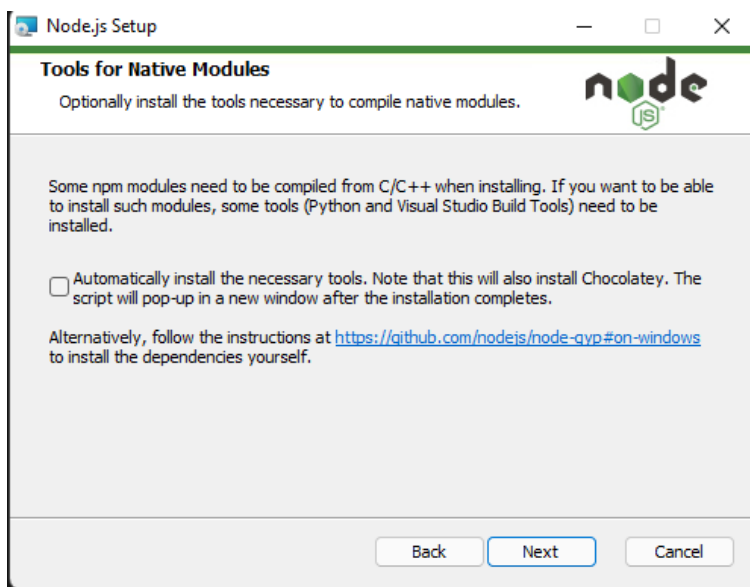 Node.js Setup
Tools for Native Modules
Optionally install the tools necessary to compile native modules.
node
JS
Some npm modules need to be compiled from C/C++ when installing. If you want to be able
to install such modules, some tools (Python and Visual Studio Build Tools) need to be
installed.
Automatically install the necessary tools. Note that this will also install Chocolatey. The
script will pop-up in a new window after the installation completes.
Alternatively, follow the instructions at https://github.com/nodejs/node-gyp#on-windows
to install the dependencies yourself.
Back Next Cancel